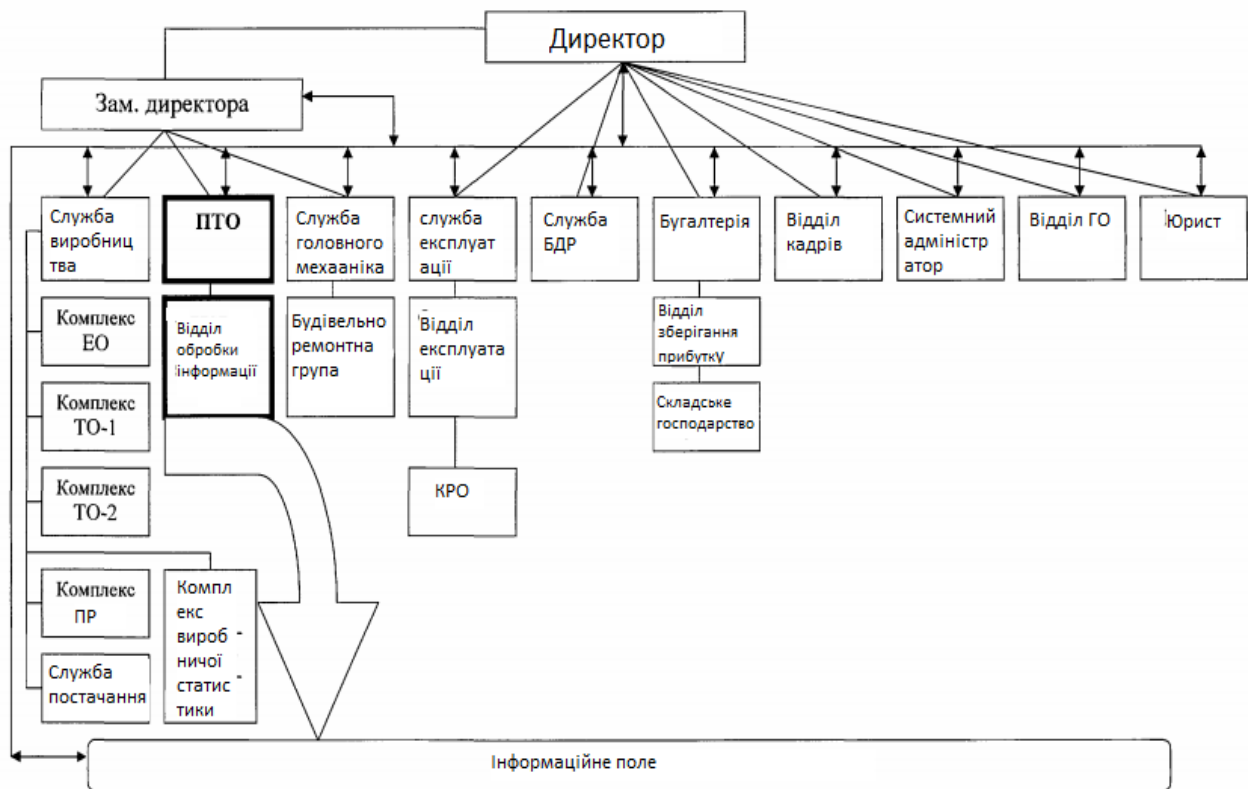 Директор
Зам. директора
Служба
виробниц
тва
ПТО
Служба
головного
мехааніка
служба
експлуат
ації
Служба
БДР
Бугалтерія
Відділ
кадрів
Системний
адміністр
атор
Відділ ГО
Юрист
Комплекс
ЕО
Відділ
обробки
інформації
Будівельно
ремонтна
група
Відділ
експлуата
ції
Відділ
зберігання
прибутку
Комплекс
ТО-1
Складське
господарство
Комплекс
ТО-2
КРО
Комплекс
ПР
Компл
екс
вироб
ничої
статис
тики
Служба
постачання
Інформаційне поле